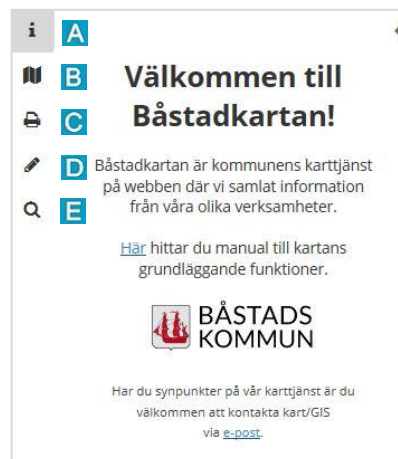 i A
B
C
D
E
Välkommen till
Båstadkartan!
Båstadkartan är kommunens karttjänst
på webben där vi samlat information
från våra olika verksamheter.
Här hittar du manual till kartans
grundläggande funktioner.
BÅSTADS
KOMMUN
Har du synpunkter på vår karttjänst är du
välkommen att kontakta kart/GIS
via e-post.